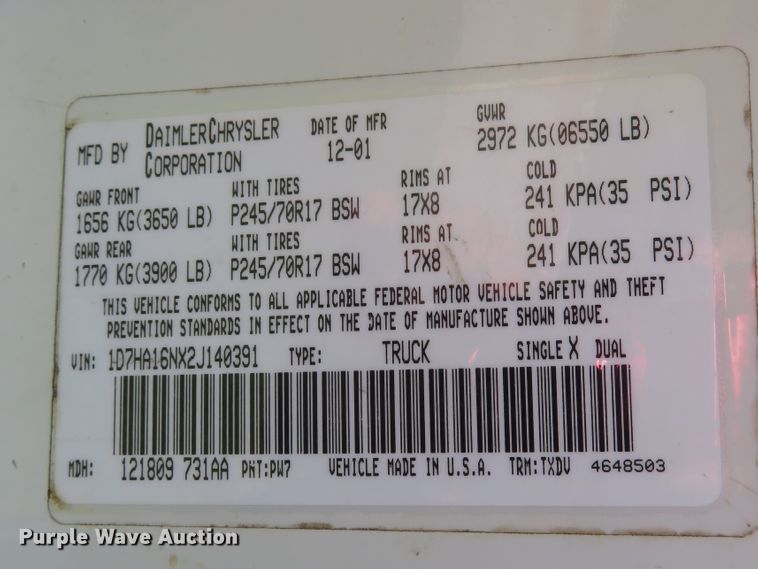 MFD BY DAIMLERCHRYSLER CORPORATION DATE OF MFR 12-01 GVWR 2972 KG(06550 LB)
GAWR FRONT WITH TIRES RIMS AT COLD
1656 KG(3650 LB) P245/70R17 BSW 17X8 241 KPA(35 PSI)
GAWR REAR WITH TIRES RIMS AT COLD
1770 KG(3900 LB) P245/70R17 BSW 17X8 241 KPA(35 PSI)
THIS VEHICLE CONFORMS TO ALL APPLICABLE FEDERAL MOTOR VEHICLE SAFETY AND THEFT
PREVENTION STANDARDS IN EFFECT ON THE DATE OF MANUFACTURE SHOWN ABOVE.
VIN: 1D7HA16NX2J140391 TYPE: TRUCK SINGLE X DUAL
MDH: 121809 731AA PNT:PW7 VEHICLE MADE IN U.S.A. TRM:TXDV 4648503
Purple Wave Auction